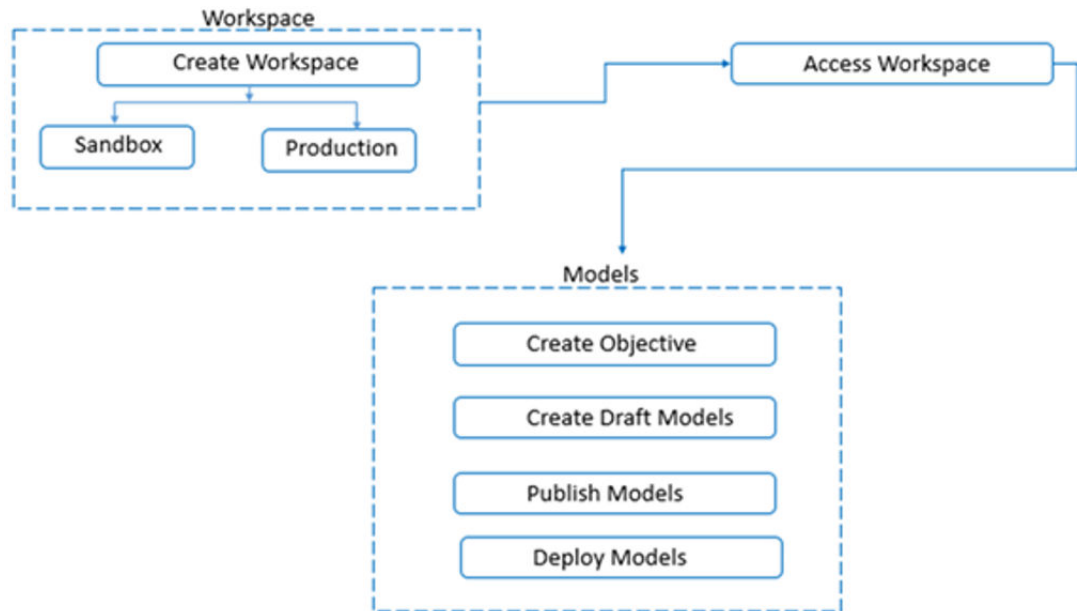 Workspace
Create Workspace
Access Workspace
Sandbox
Production
Models
Create Objective
Create Draft Models
Publish Models
Deploy Models